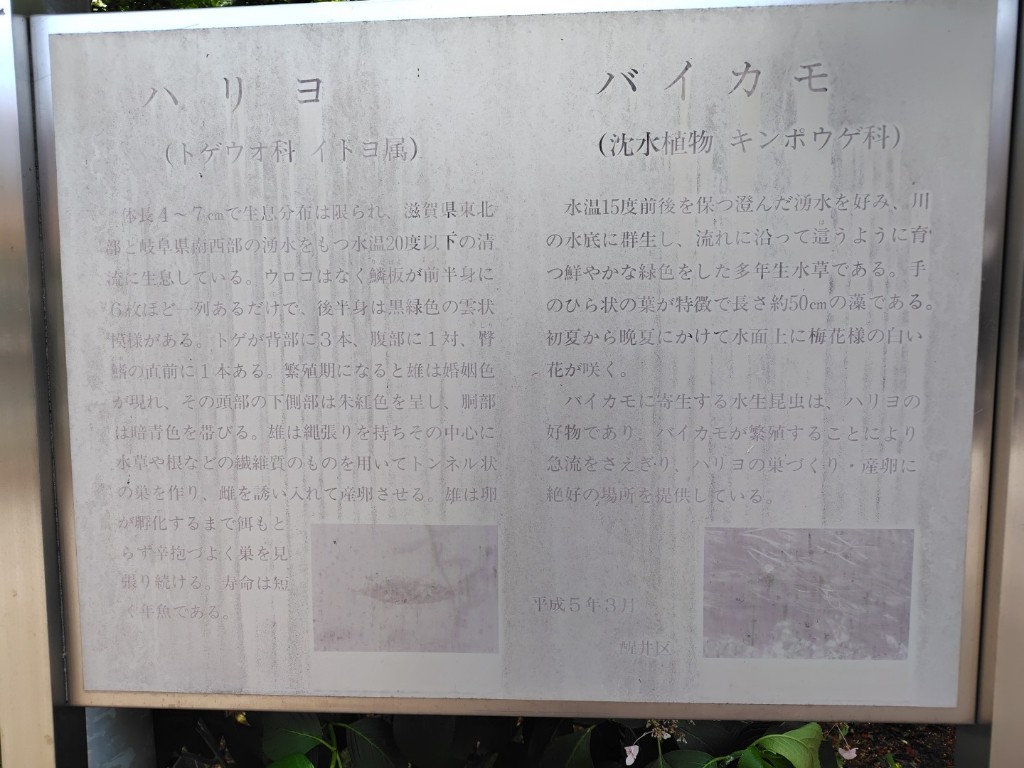 ハリヨ
(トゲウオ科 イトヨ属)
体長4~7㎝で生息分布は限られ、滋賀県東北
部と岐阜県南西部の湧水をもつ水温20度以下の清
流に生息している。ウロコはなく鱗板が前半身に
6枚ほど一列あるだけで、後半身は黒緑色の雲状
模様がある。トゲが背部に3本、腹部に1対、臀
鰭の直前に1本ある。繁殖期になると雄は婚姻色
が現れ、その頭部の下側部は朱紅色を呈し、胴部
は暗青色を帯びる。雄は縄張りを持ちその中心に
水草や根などの繊維質のものを用いてトンネル状
の巣を作り、雌を誘い入れて産卵させる。雄は卵
が孵化するまで餌もと
らず辛抱づよく巣を見
張り続ける。寿命は短
く年魚である。
バイカモ
(沈水植物 キンポウゲ科)
水温15度前後を保つ澄んだ湧水を好み、川
の水底に群生し、流れに沿って這うように育
つ鮮やかな緑色をした多年生水草である。手
のひら状の葉が特徴で長さ約50㎝の藻である。
初夏から晩夏にかけて水面上に梅花様の白い
花が咲く。
バイカモに寄生する水生昆虫は、ハリヨの
好物であり、バイカモが繁殖することにより
急流をさえぎり、ハリヨの巣づくり・産卵に
絶好の場所を提供している。
平成5年3月
醒井区